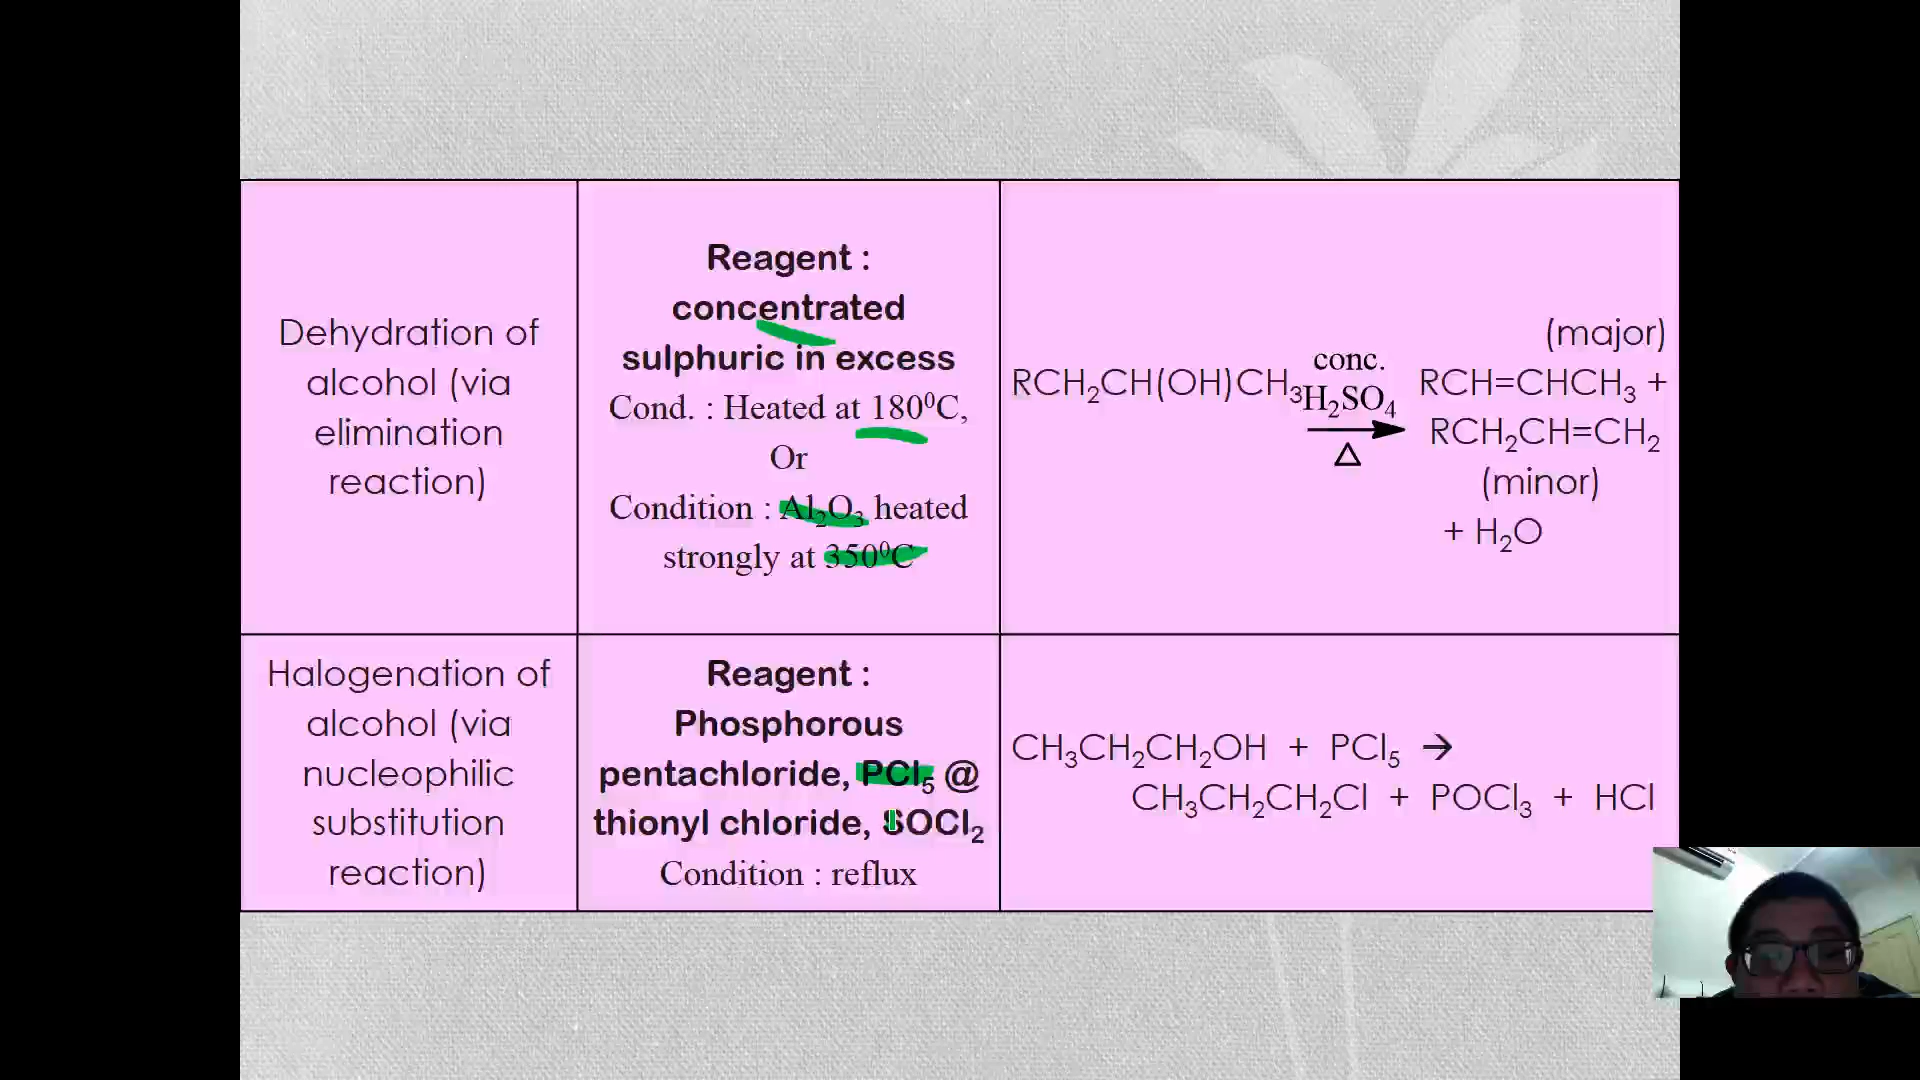 Dehydration of
alcohol (via
elimination
reaction)
Reagent :
concentrated
sulphuric in excess
Cond. : Heated at 180⁰C,
Or
Condition : Al₂O₃ heated
strongly at 350⁰C
RCH₂CH(OH)CH₃
conc.
H₂SO₄
△
(major)
RCH=CHCH₃ +
RCH₂CH=CH₂
(minor)
+ H₂O
Halogenation of
alcohol (via
nucleophilic
substitution
reaction)
Reagent :
Phosphorous
pentachloride, PCl₅ @
thionyl chloride, SOCl₂
Condition : reflux
CH₃CH₂CH₂OH + PCl₅ →
CH₃CH₂CH₂Cl + POCl₃ + HCl